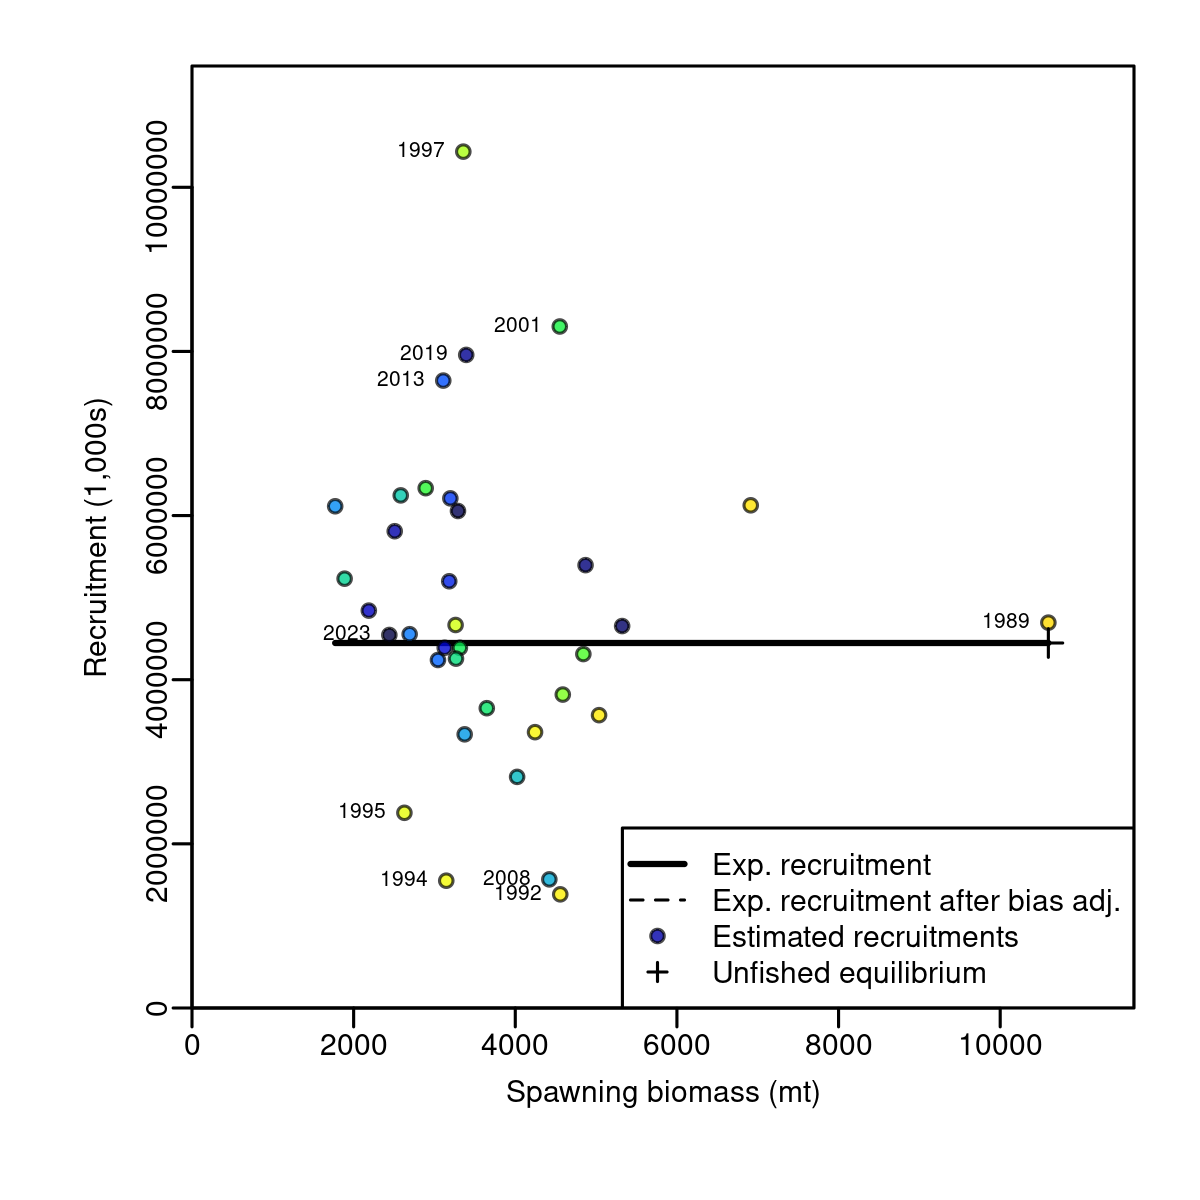 1997
2001
2019
2013
2023
1989
1995
1994
2008
1992
Recruitment (1,000s)
0
2000000
4000000
6000000
8000000
10000000
Exp. recruitment
Exp. recruitment after bias adj.
Estimated recruitments
Unfished equilibrium
0 2000 4000 6000 8000 10000
Spawning biomass (mt)